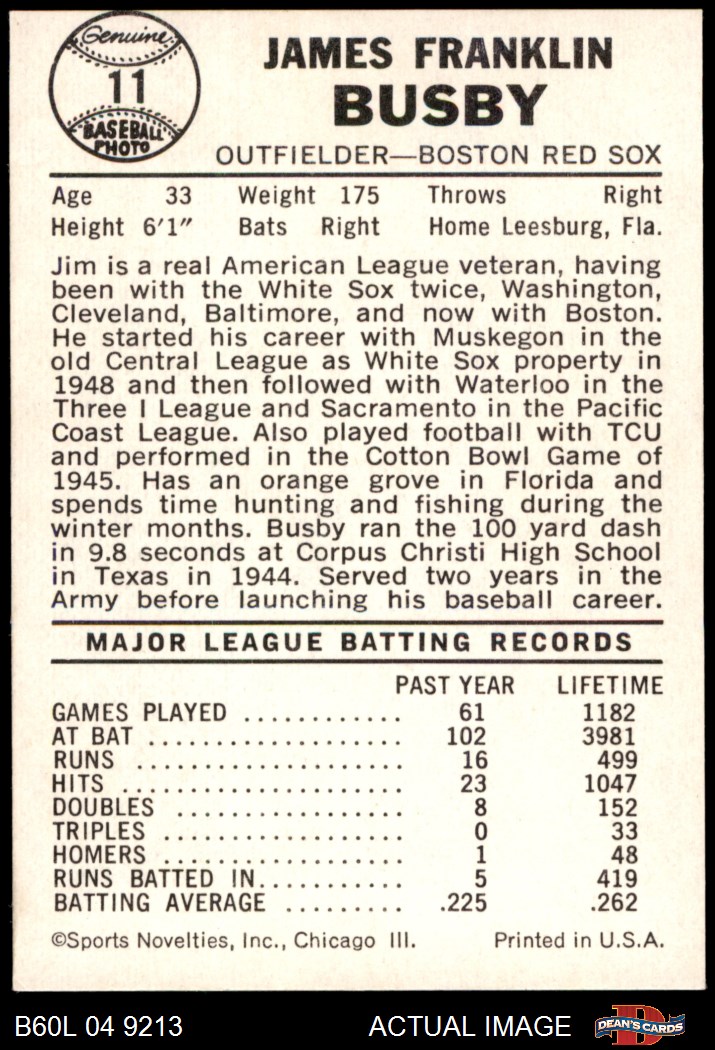 Genuine
11
BASEBALL
PHOTO
JAMES FRANKLIN
BUSBY
OUTFIELDER—BOSTON RED SOX
Age 33 Weight 175 Throws Right
Height 6'1" Bats Right Home Leesburg, Fla.
Jim is a real American League veteran, having
been with the White Sox twice, Washington,
Cleveland, Baltimore, and now with Boston.
He started his career with Muskegon in the
old Central League as White Sox property in
1948 and then followed with Waterloo in the
Three I League and Sacramento in the Pacific
Coast League. Also played football with TCU
and performed in the Cotton Bowl Game of
1945. Has an orange grove in Florida and
spends time hunting and fishing during the
winter months. Busby ran the 100 yard dash
in 9.8 seconds at Corpus Christi High School
in Texas in 1944. Served two years in the
Army before launching his baseball career.
MAJOR LEAGUE BATTING RECORDS
PAST YEAR LIFETIME
GAMES PLAYED ............ 61 1182
AT BAT ................... 102 3981
RUNS .................... 16 499
HITS ..................... 23 1047
DOUBLES ................. 8 152
TRIPLES .................. 0 33
HOMERS .................. 1 48
RUNS BATTED IN........... 5 419
BATTING AVERAGE ......... .225 .262
©Sports Novelties, Inc., Chicago Ill. Printed in U.S.A.
B60L 04 9213 ACTUAL IMAGE DEAN'S CARDS